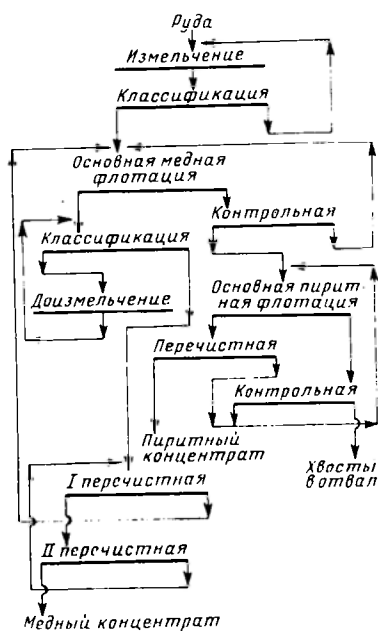 Руда
Измельчение
Классификация
Основная медная
флотация
Контрольная
Классификация
Доизмельчение
Основная пирит
ная флотация
Перечистная
Контрольная
Пиритный
концентрат
Хвосты
в отвал
I перечистная
II перечистная
Медный концентрат